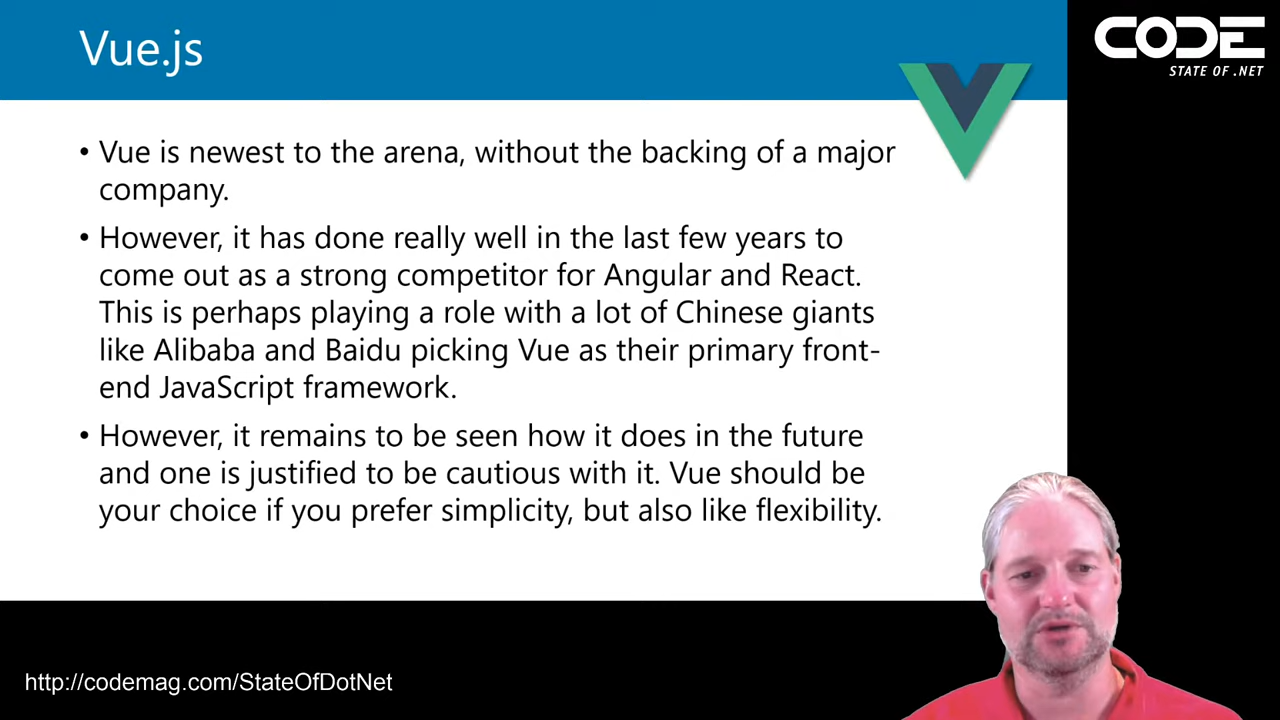 Vue.js
CODE
STATE OF .NET
• Vue is newest to the arena, without the backing of a major
company.
• However, it has done really well in the last few years to
come out as a strong competitor for Angular and React.
This is perhaps playing a role with a lot of Chinese giants
like Alibaba and Baidu picking Vue as their primary front-
end JavaScript framework.
• However, it remains to be seen how it does in the future
and one is justified to be cautious with it. Vue should be
your choice if you prefer simplicity, but also like flexibility.
http://codemag.com/StateOfDotNet